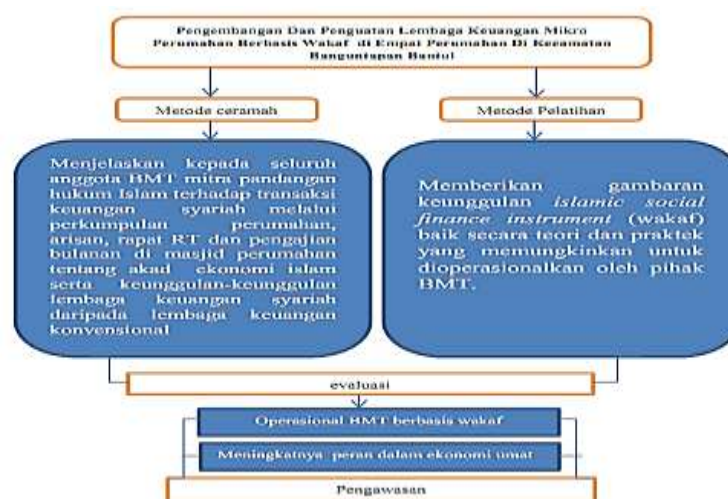 Pengembangan Dan Penguatan Lembaga Keuangan Mikro
Perumahan Berbasis Wakaf di Empat Perumahan Di Kecamatan
Banguntapan Bantul
Metode ceramah
Metode Pelatihan
Menjelaskan kepada seluruh
anggota BMT mitra pandangan
hukum Islam terhadap transaksi
keuangan syariah melalui
perkumpulan perumahan,
arisan, rapat RT dan pengajian
bulanan di masjid perumahan
tentang akad ekonomi islam
serta keunggulan-keunggulan
lembaga keuangan syariah
daripada lembaga keuangan
konvensional
Memberikan gambaran
keunggulan islamic social
finance instrument (wakaf)
baik secara teori dan praktek
yang memungkinkan untuk
dioperasionalkan oleh pihak
BMT.
evaluasi
Operasional BMT berbasis wakaf
Meningkatnya peran dalam ekonomi umat
Pengawasan